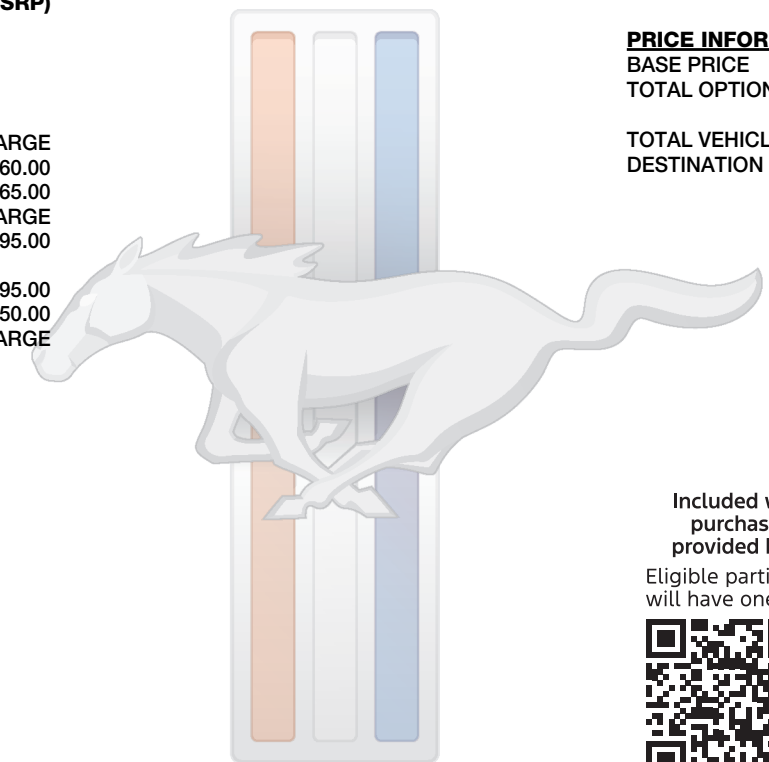 SRP)
ARGE
60.00
65.00
ARGE
95.00
95.00
50.00
ARGE
PRICE INFOR
BASE PRICE
TOTAL OPTION
TOTAL VEHICL
DESTINATION
Included w
purchas
provided b
Eligible parti
will have one